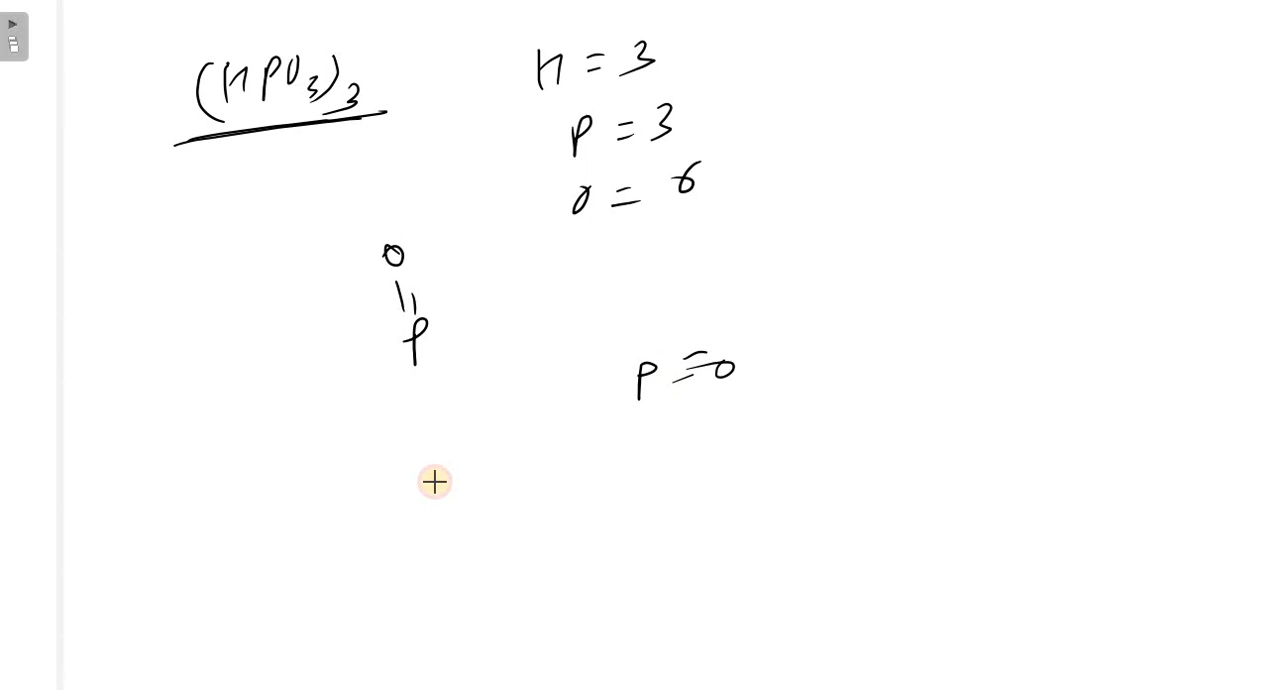 (HPO3)3
H = 3
P = 3
O = 6
O
||
P
P ≡ O